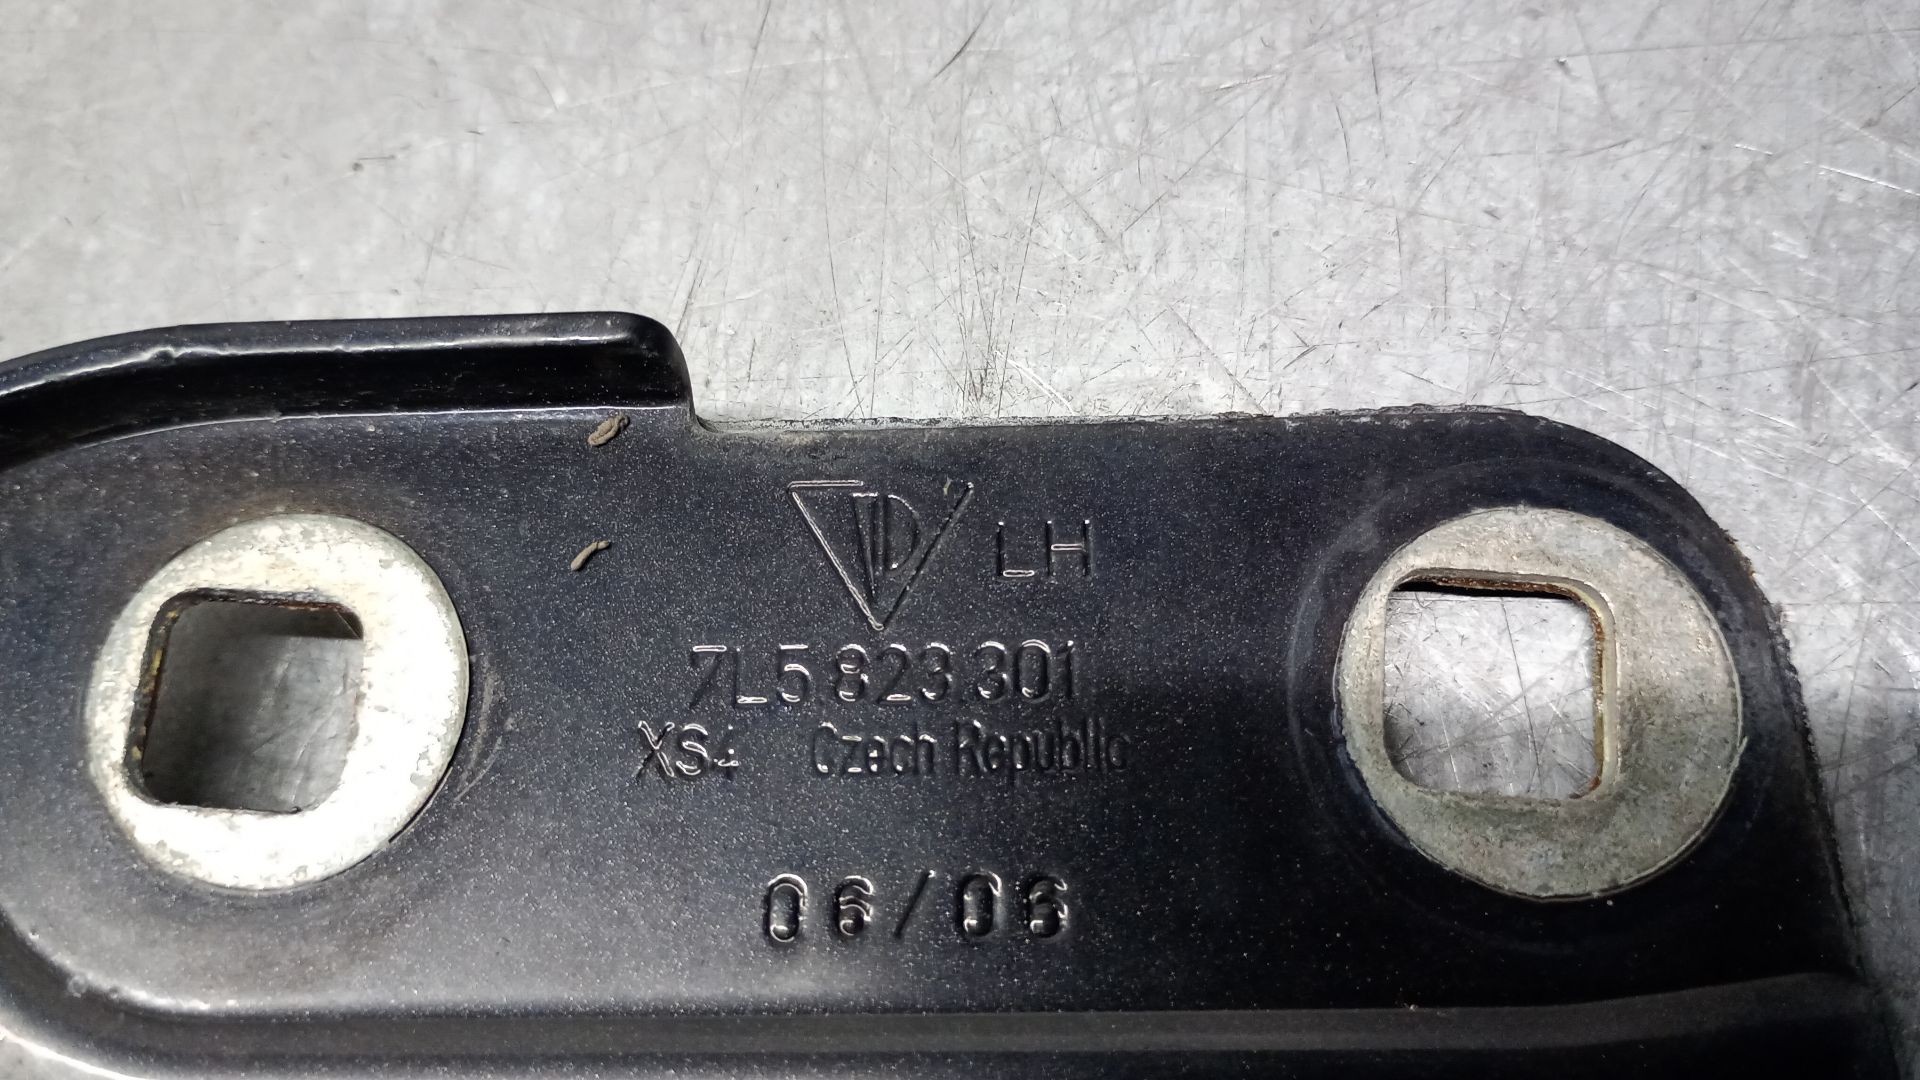 LH
7L5.823.301
XS4 Czech Republic
06/06